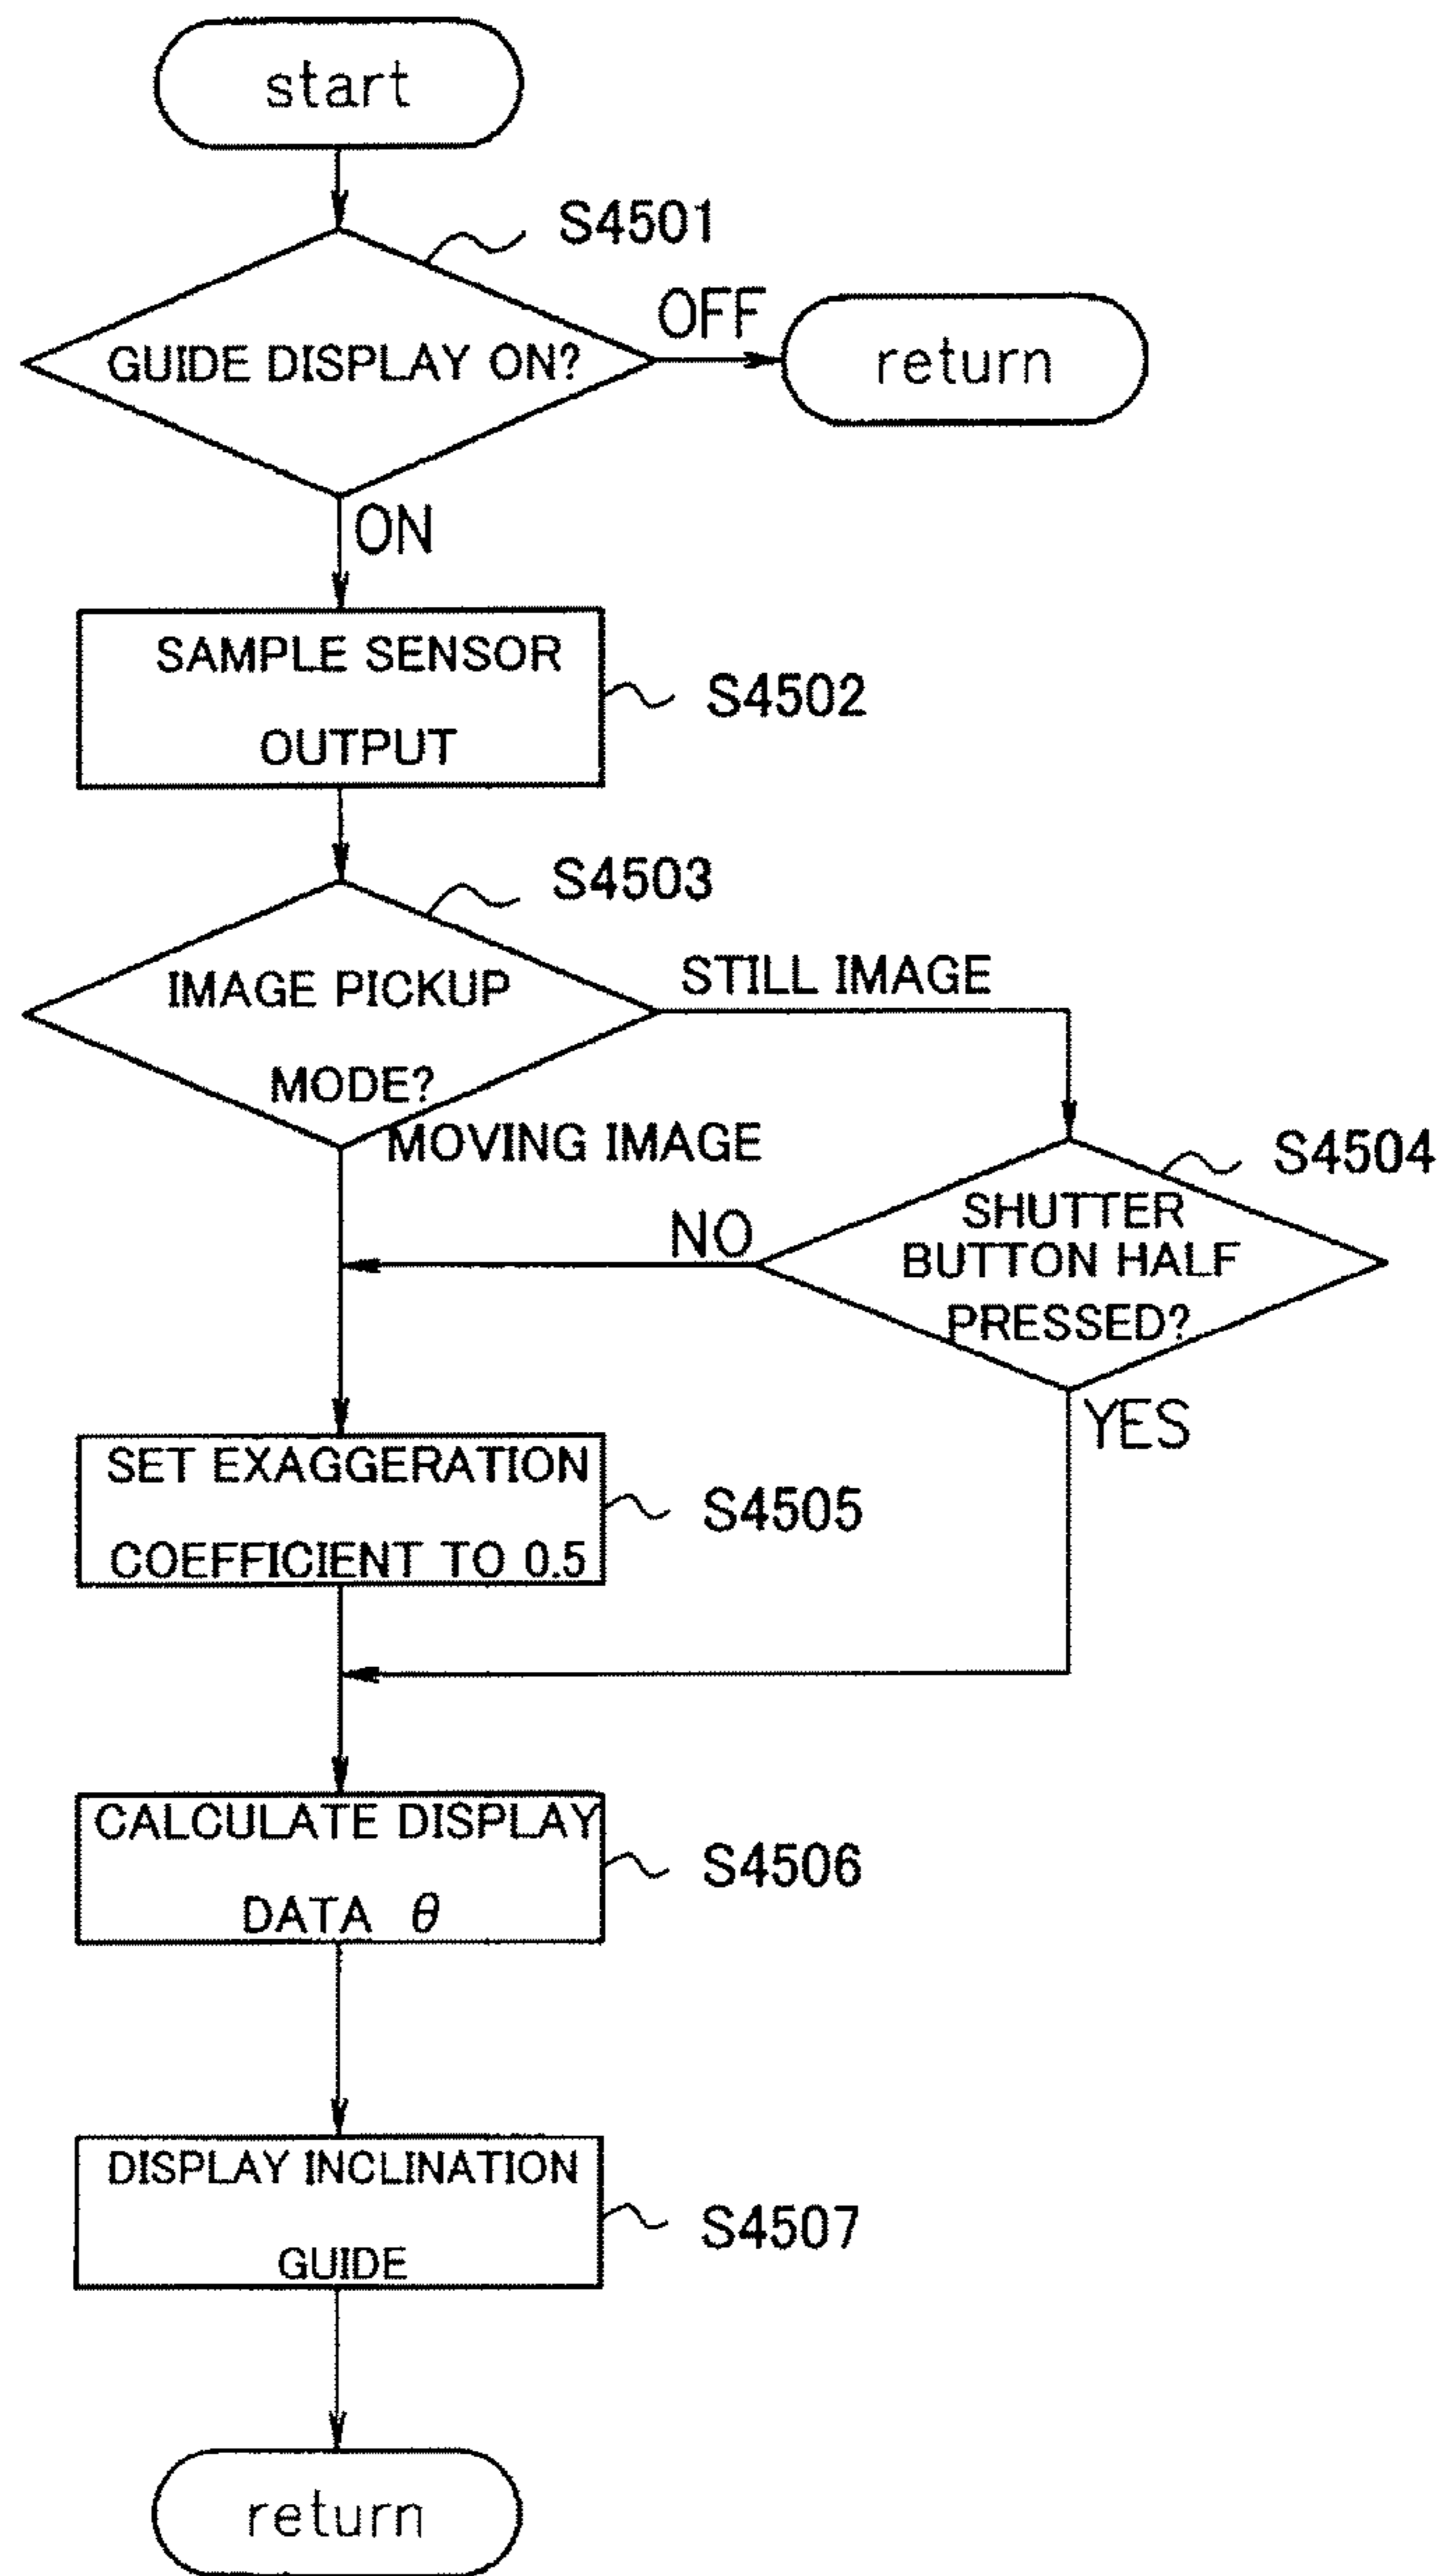 start
S4501
GUIDE DISPLAY ON?
OFF
return
ON
SAMPLE SENSOR
OUTPUT
S4502
S4503
IMAGE PICKUP
MODE?
STILL IMAGE
MOVING IMAGE
S4504
SHUTTER
BUTTON HALF
PRESSED?
NO
YES
SET EXAGGERATION
COEFFICIENT TO 0.5
S4505
CALCULATE DISPLAY
DATA θ
S4506
DISPLAY INCLINATION
GUIDE
S4507
return